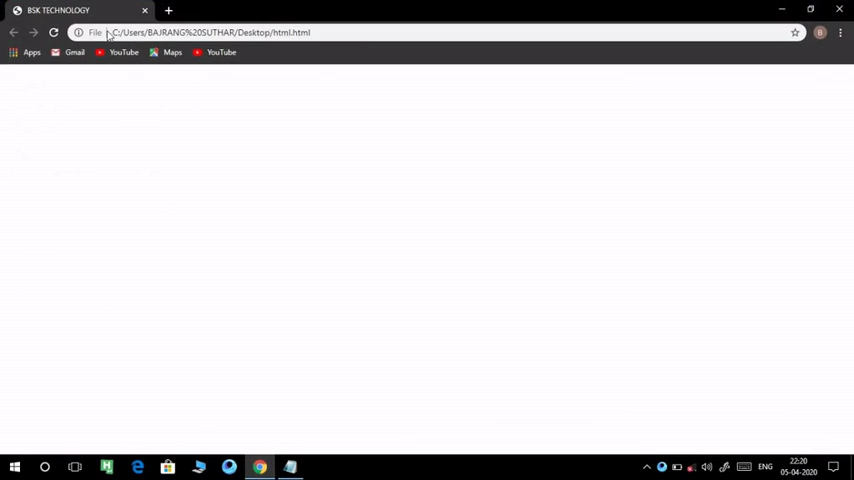 BSK TECHNOLOGY
File C:/Users/BAJRANG%20SUTHAR/Desktop/html.html
B
Apps Gmail YouTube Maps YouTube
ENG 22:20
05-04-2020